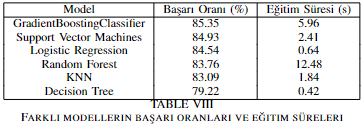 Model Başarı Oranı (%) Eğitim Süresi (s)
GradientBoostingClassifier 85.35 5.96
Support Vector Machines 84.93 2.41
Logistic Regression 84.54 0.64
Random Forest 83.76 12.48
KNN 83.09 1.84
Decision Tree 79.22 0.42
TABLE VIII
FARKLI MODELLERIN BAŞARI ORANLARI VE EĞITIM SÜRELERI